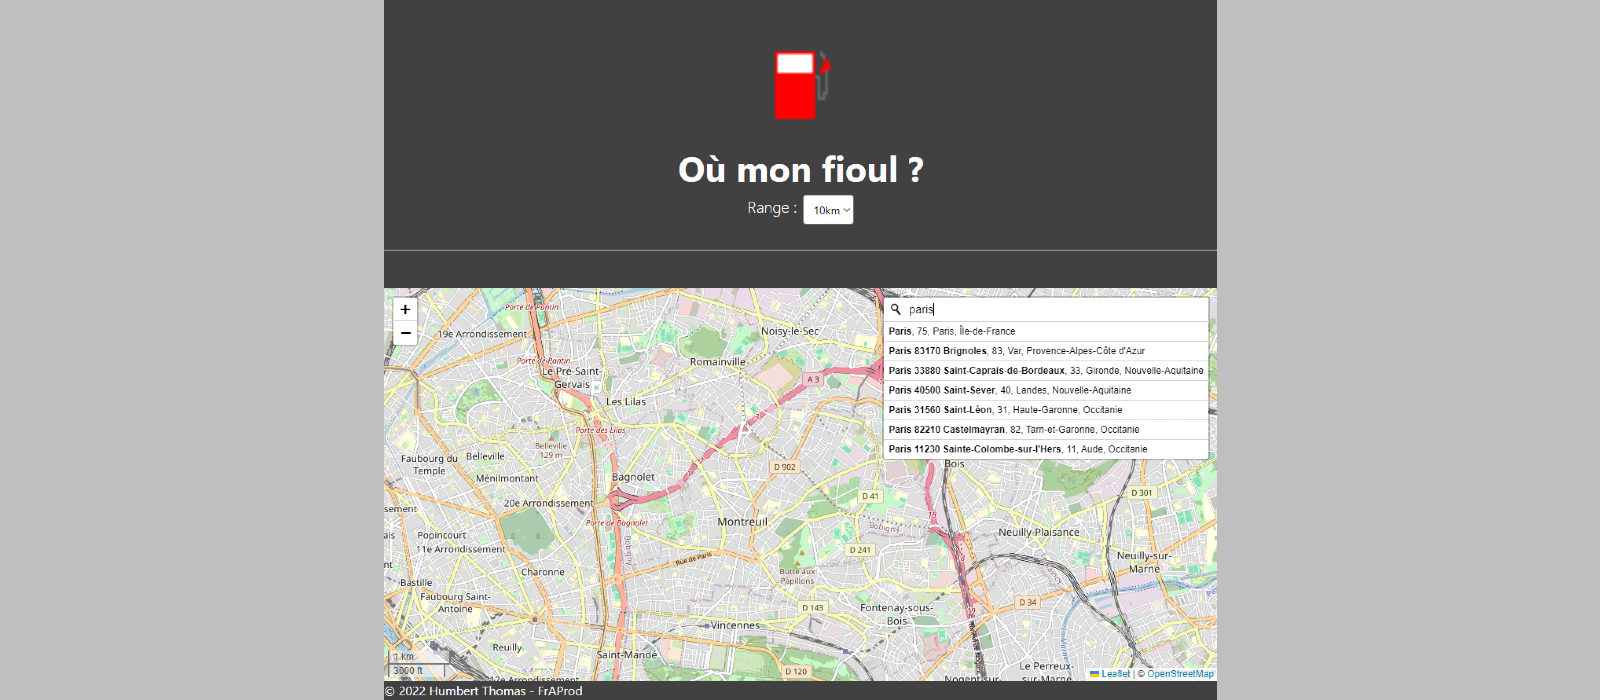 Où mon fioul ?
Range : 10km
+
−
paris
Paris, 75, Paris, Île-de-France
Paris 83170 Brignoles, 83, Var, Provence-Alpes-Côte d'Azur
Paris 33880 Saint-Caprais-de-Bordeaux, 33, Gironde, Nouvelle-Aquitaine
Paris 40500 Saint-Sever, 40, Landes, Nouvelle-Aquitaine
Paris 31560 Saint-Léon, 31, Haute-Garonne, Occitanie
Paris 82210 Castelmayran, 82, Tarn-et-Garonne, Occitanie
Paris 11230 Sainte-Colombe-sur-l'Hers, 11, Aude, Occitanie
Porte de Pantin
19e Arrondissement
Noisy-le-Sec
Porte de Pantin
Romainville
Le Pré-Saint-
Gervais
A 3
Les Lilas
Porte des Lilas
Belleville
129 m
Belleville
Faubourg du
Temple
Ménilmontant
Bagnolet
D 902
Bois
20e Arrondissement
D 41
D 301
Porte de Bagnolet
Montreuil
19
Bobigny
Neuilly-Plaisance
Popincourt
11e Arrondissement
Bobigny
D 241
Neuilly-sur-
Marne
Rue de Paris
Charonne
Butte aux
Papillons
Bastille
Faubourg Saint-
Antoine
D 143
Fontenay-sous-
Bois
D 34
19
Vincennes
Reuilly
Saint-Mandé
D 120
Le Perreux-
sur-Marne
Nogent-sur-
12e Arrondissement
1 km
3000 ft
Leaflet | © OpenStreetMap
© 2022 Humbert Thomas - FrAProd